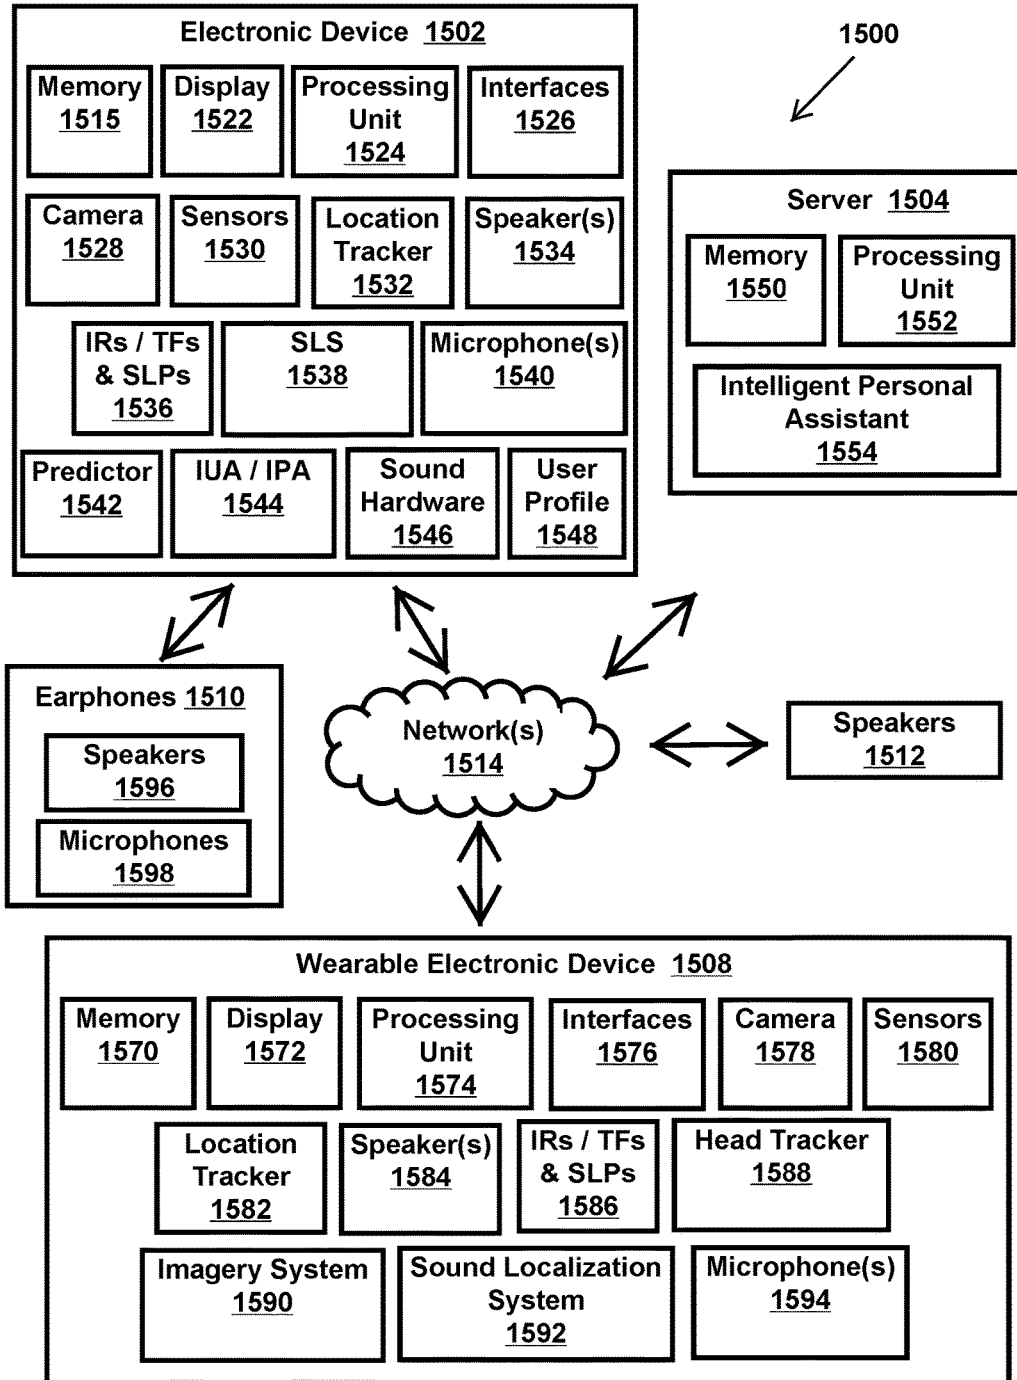 Electronic Device 1502
1500
Memory
1515
Display
1522
Processing
Unit
1524
Interfaces
1526
Camera
1528
Sensors
1530
Location
Tracker
1532
Speaker(s)
1534
IRs / TFs
& SLPs
1536
SLS
1538
Microphone(s)
1540
Predictor
1542
IUA / IPA
1544
Sound
Hardware
1546
User
Profile
1548
Server 1504
Memory
1550
Processing
Unit
1552
Intelligent Personal
Assistant
1554
Earphones 1510
Speakers
1596
Microphones
1598
Network(s)
1514
Speakers
1512
Wearable Electronic Device 1508
Memory
1570
Display
1572
Processing
Unit
1574
Interfaces
1576
Camera
1578
Sensors
1580
Location
Tracker
1582
Speaker(s)
1584
IRs / TFs
& SLPs
1586
Head Tracker
1588
Imagery System
1590
Sound Localization
System
1592
Microphone(s)
1594